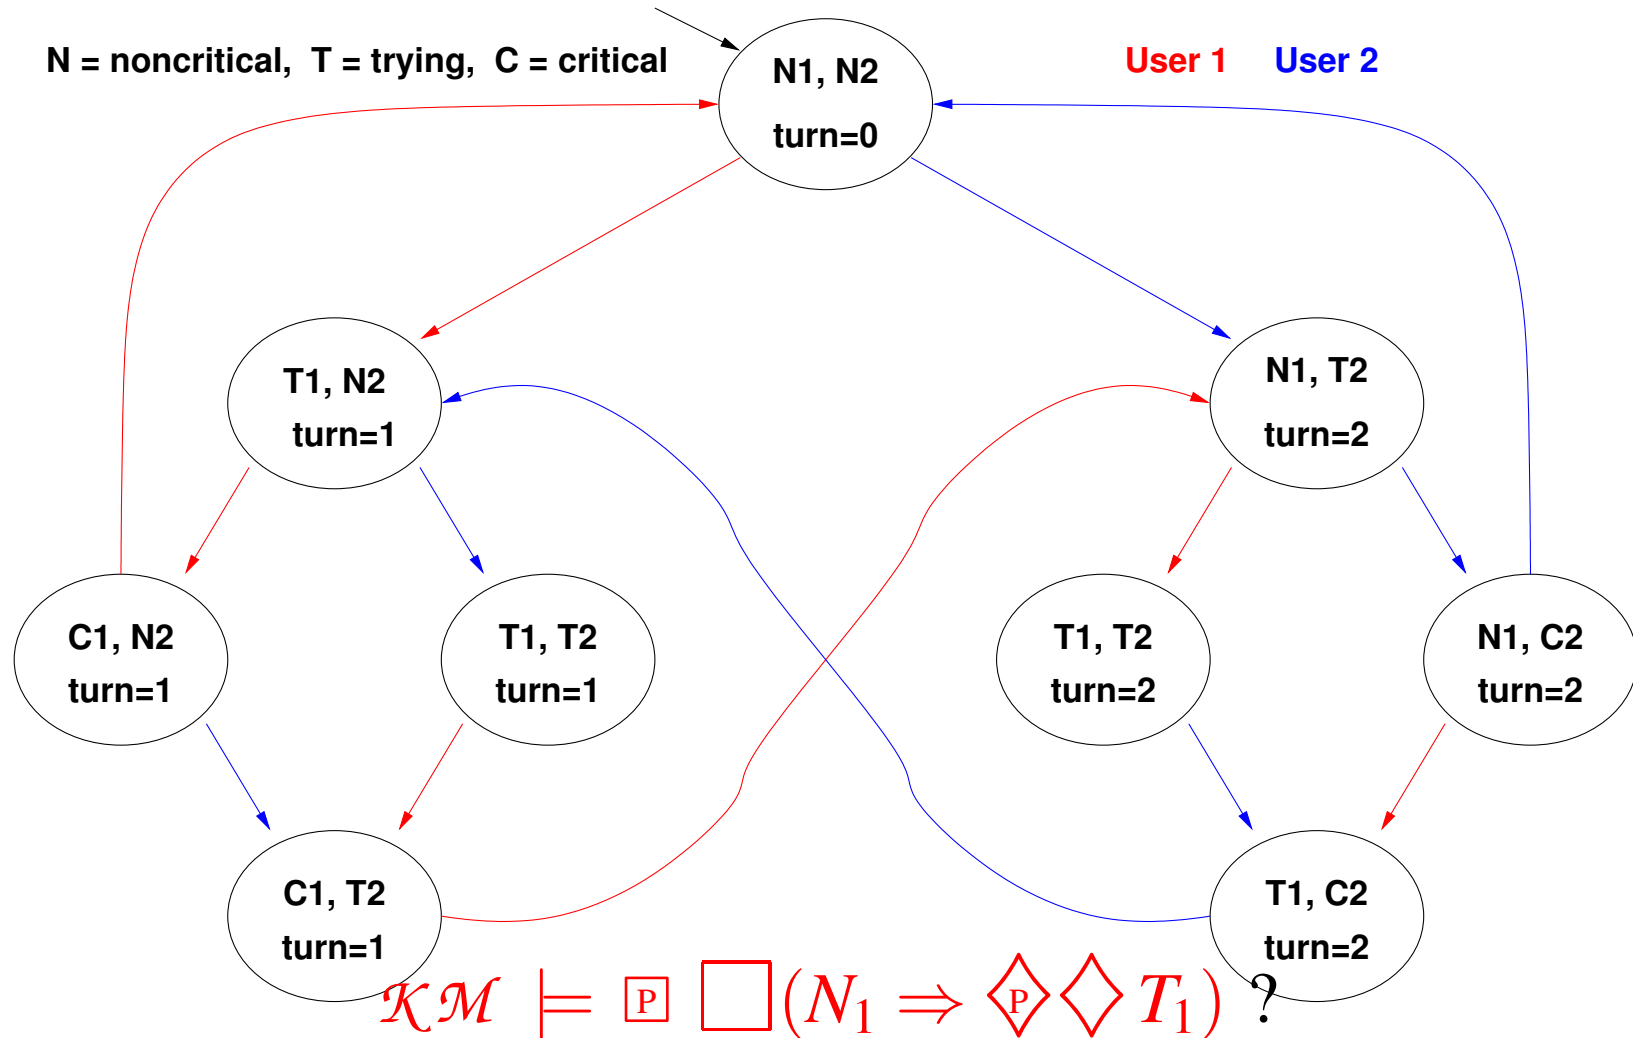 N = noncritical, T = trying, C = critical
User 1 User 2
N1, N2
turn=0
T1, N2
turn=1
N1, T2
turn=2
C1, N2
turn=1
T1, T2
turn=1
T1, T2
turn=2
N1, C2
turn=2
C1, T2
turn=1
T1, C2
turn=2
𝒦ℳ ⊨ 🄿 □(N₁ ⇒ ◇P ◇ T₁) ?